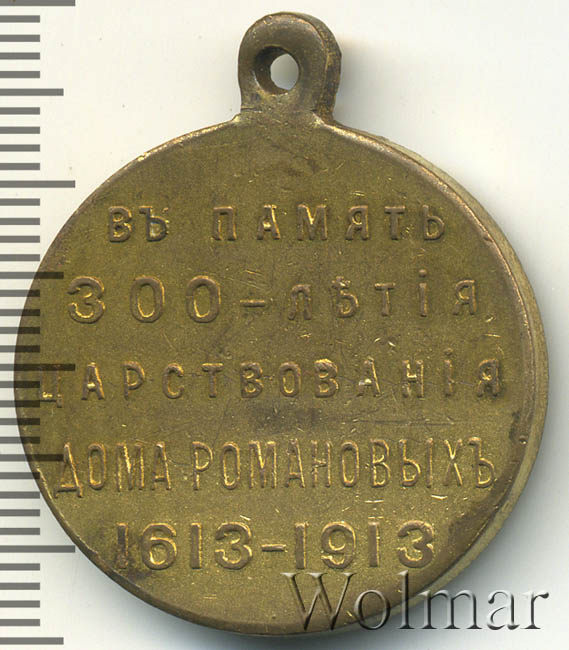 ВЪ ПАМЯТЬ
300-ЛѢТІЯ
ЦАРСТВОВАНІЯ
ДОМА РОМАНОВЫХЪ
1613-1913
Wolmar